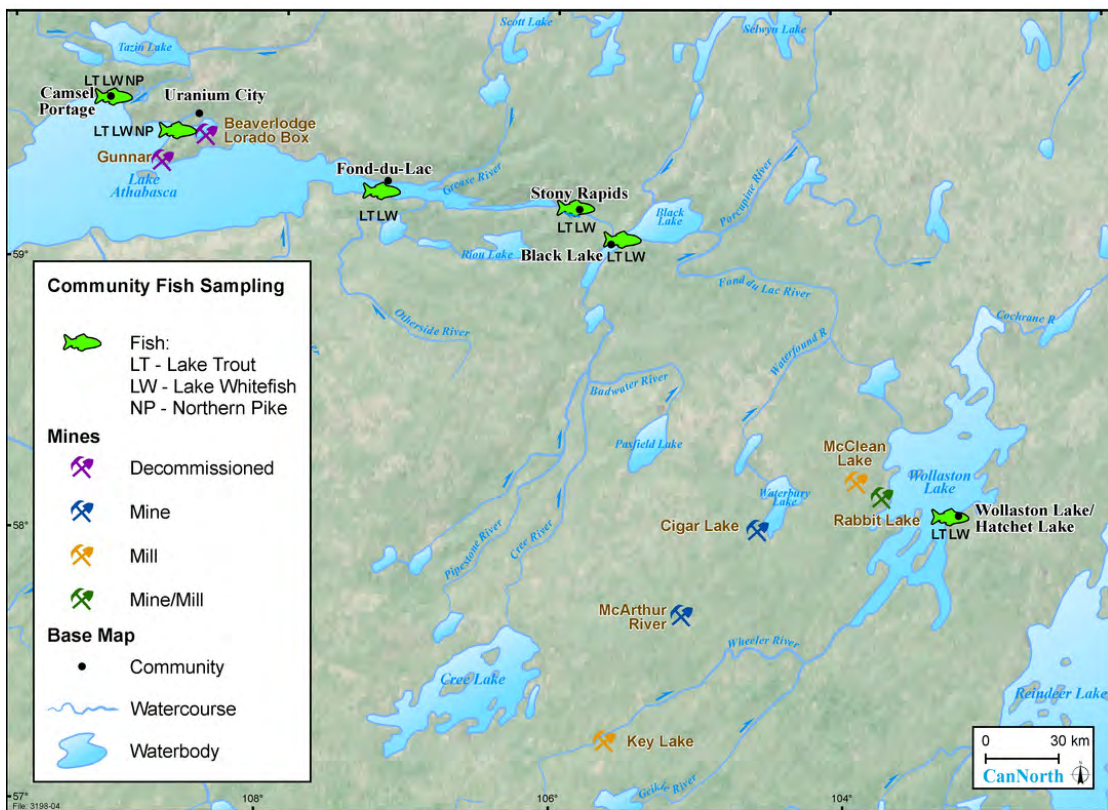 Scott Lake
Selwyn Lake
Tazin Lake
LT LW NP
Camsel
Portage
Uranium City
LT LW NP
Beaverlodge
Lorado Box
Gunnar
Lake
Athabasca
Fond-du-Lac
LT LW
Grease River
Stony Rapids
LT LW
Black
Lake
Porcupine River
Black Lake
LT LW
Riou Lake
59°
Fond du Lac River
Otherside River
Cochrane R
Waterfound R
Budwater River
Pasfield Lake
McClean
Lake
Wollaston
Lake
Waterbury
Lake
Rabbit Lake
Cigar Lake
Wollaston Lake/
Hatchet Lake
LT LW
58°
Pipestone River
Cree River
McArthur
River
Wheeler River
Cree Lake
Reindeer Lake
Key Lake
Geikie River
57°
108°
106°
104°
Community Fish Sampling
Fish:
LT - Lake Trout
LW - Lake Whitefish
NP - Northern Pike
Mines
Decommissioned
Mine
Mill
Mine/Mill
Base Map
Community
Watercourse
Waterbody
0 30 km
CanNorth
File: 3198-04